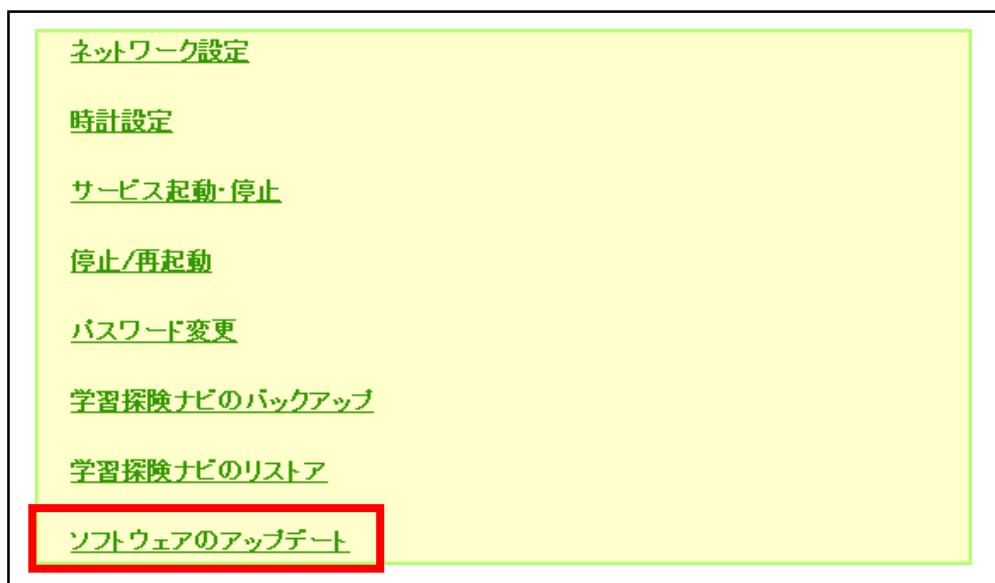 ネットワーク設定
時計設定
サービス起動・停止
停止/再起動
パスワード変更
学習探険ナビのバックアップ
学習探険ナビのリストア
ソフトウェアのアップデート